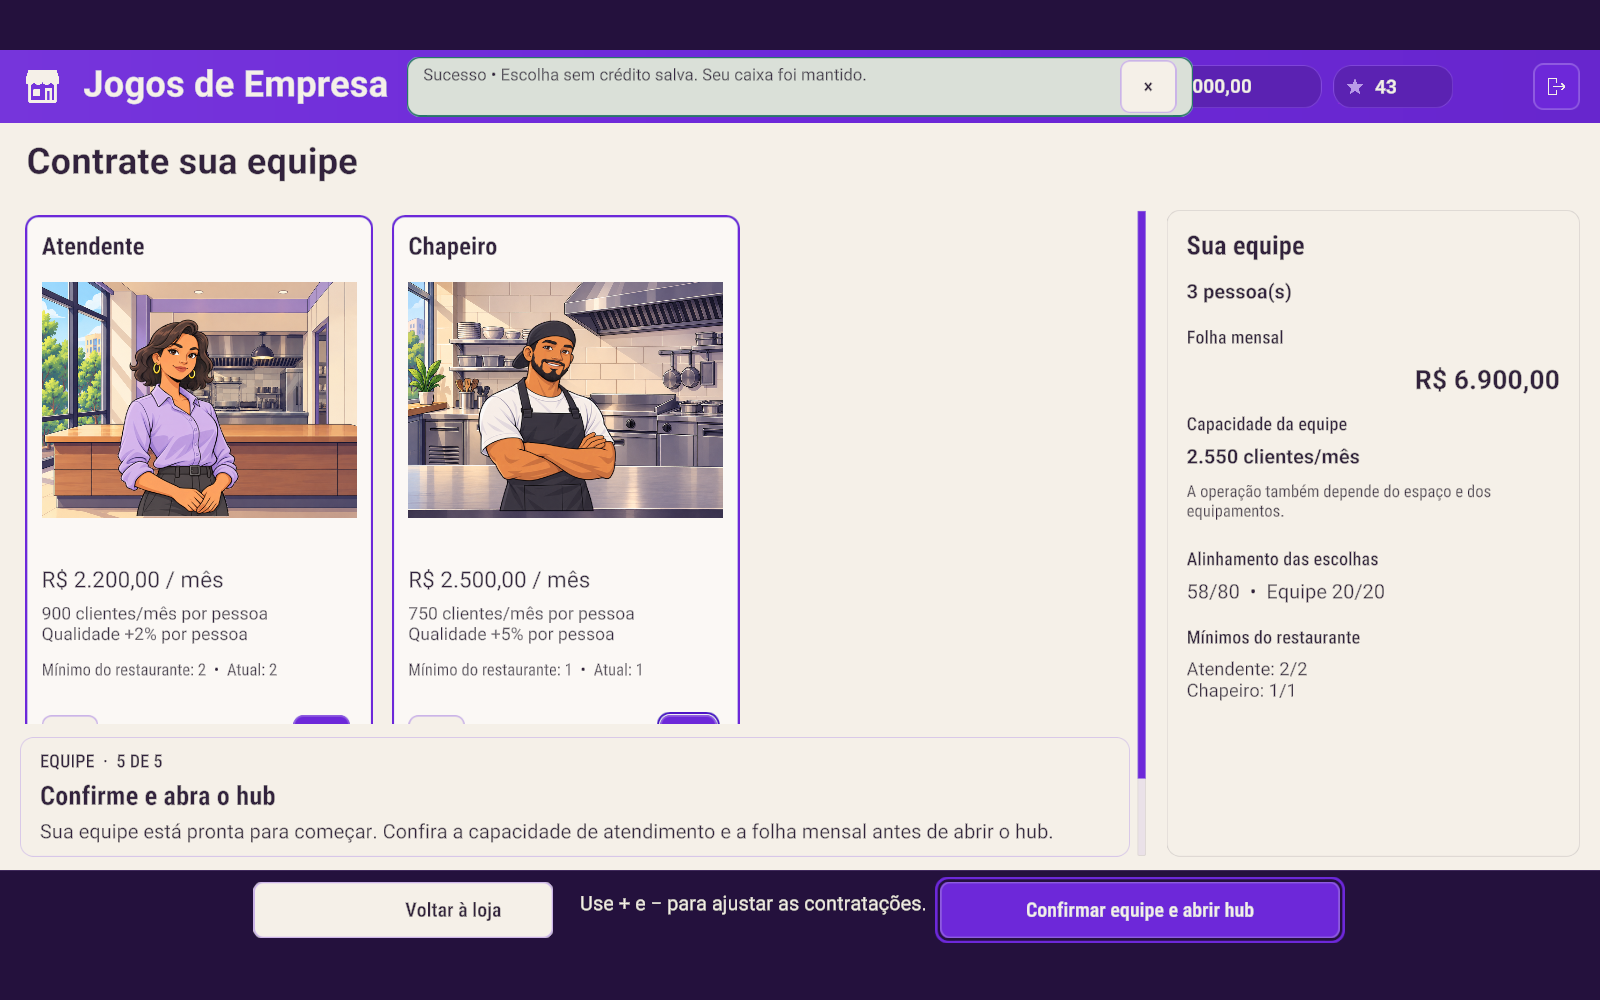 Jogos de Empresa
Sucesso • Escolha sem crédito salva. Seu caixa foi mantido.
×
000,00
43
Contrate sua equipe
Atendente
R$ 2.200,00 / mês
900 clientes/mês por pessoa
Qualidade +2% por pessoa
Mínimo do restaurante: 2 • Atual: 2
Chapeiro
R$ 2.500,00 / mês
750 clientes/mês por pessoa
Qualidade +5% por pessoa
Mínimo do restaurante: 1 • Atual: 1
Sua equipe
3 pessoa(s)
Folha mensal
R$ 6.900,00
Capacidade da equipe
2.550 clientes/mês
A operação também depende do espaço e dos
equipamentos.
Alinhamento das escolhas
58/80 • Equipe 20/20
Mínimos do restaurante
Atendente: 2/2
Chapeiro: 1/1
EQUIPE · 5 DE 5
Confirme e abra o hub
Sua equipe está pronta para começar. Confira a capacidade de atendimento e a folha mensal antes de abrir o hub.
Voltar à loja
Use + e − para ajustar as contratações.
Confirmar equipe e abrir hub